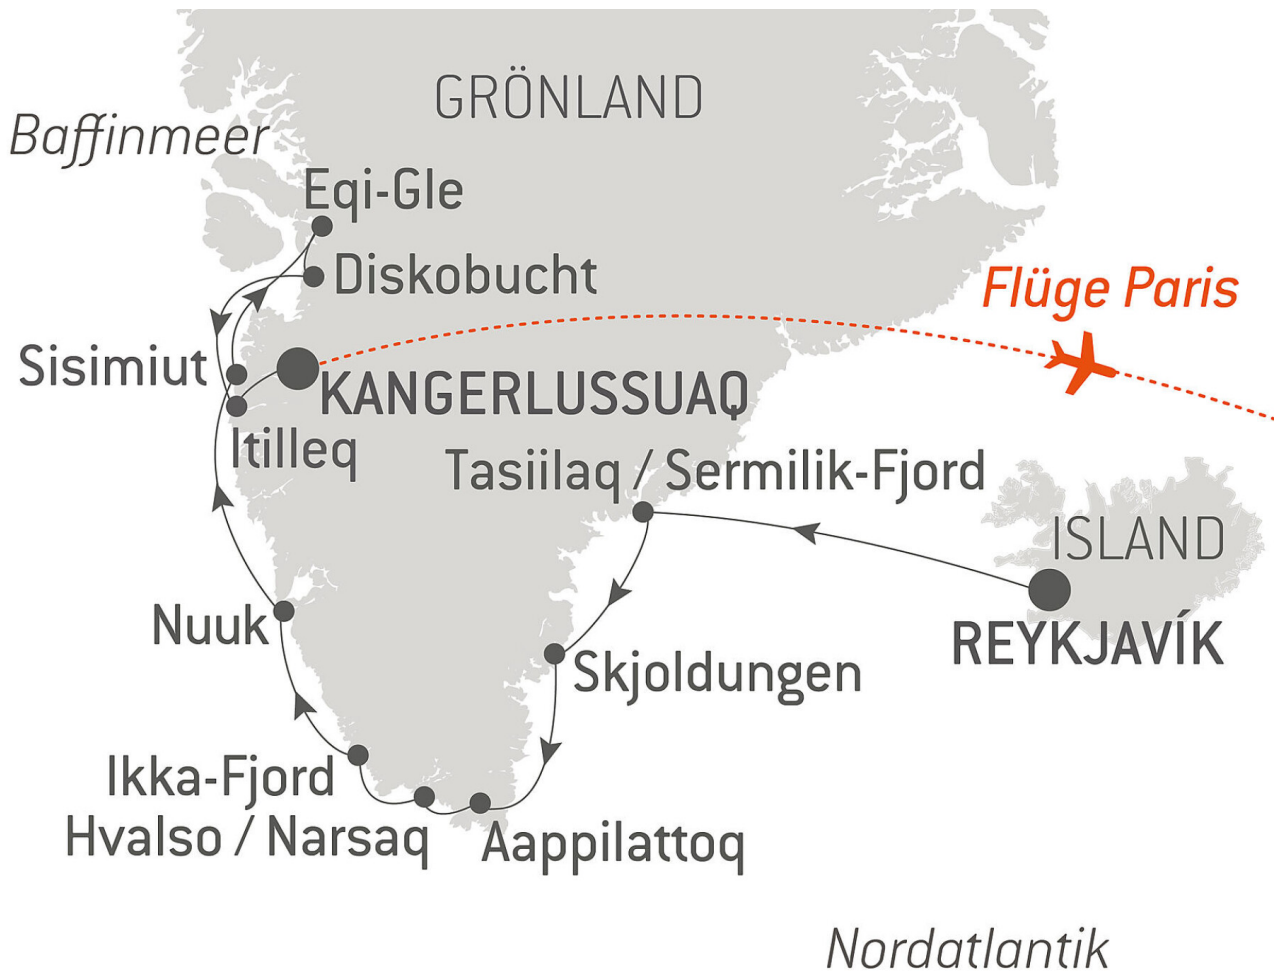 GRÖNLAND
Baffinmeer
Eqi-Gle
Diskobucht
Flüge Paris
Sisimiut
KANGERLUSSUAQ
Itilleq
Tasiilaq / Sermilik-Fjord
ISLAND
Nuuk
REYKJAVÍK
Skjoldungen
Ikka-Fjord
Hvalso / Narsaq
Aappilattoq
Nordatlantik